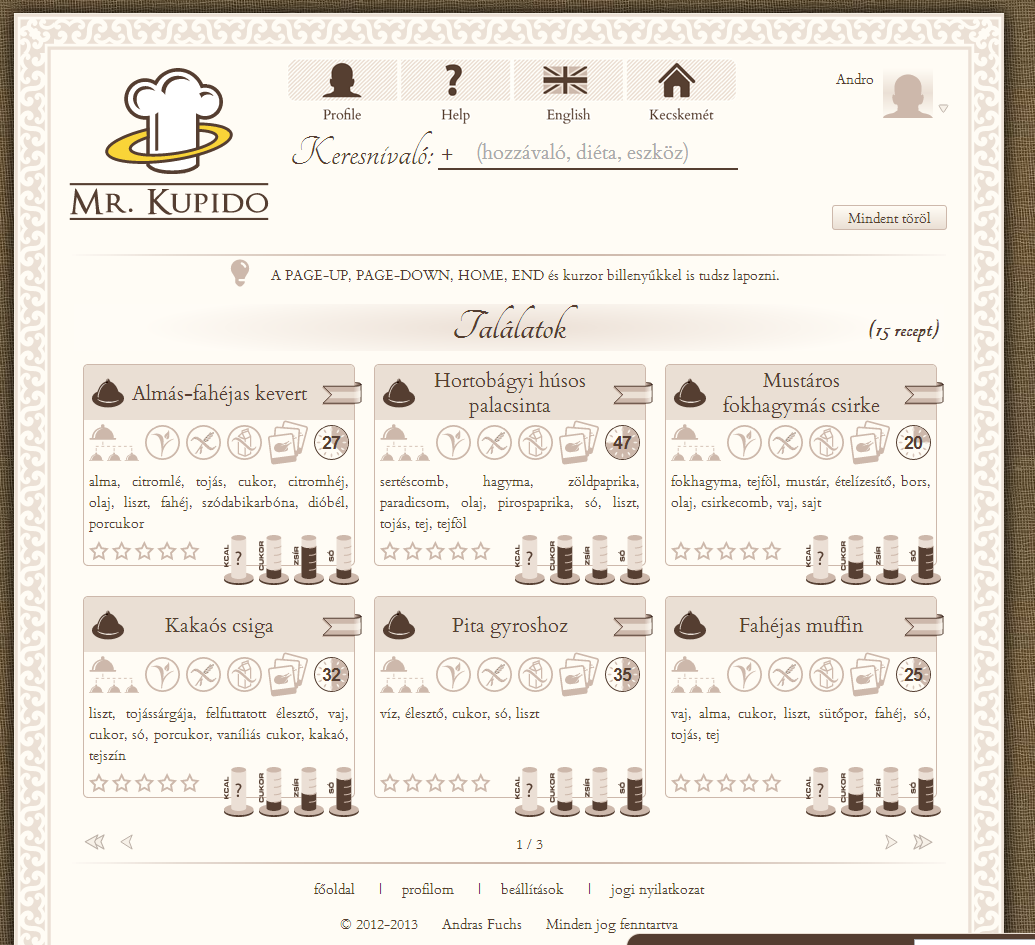 Profile
Help
English
Kecskemét
Andro
Keresnivaló: + (hozzávaló, diéta, eszköz)
MR. KUPIDO
Mindent töröl
A PAGE-UP, PAGE-DOWN, HOME, END és kurzor billenyűkkel is tudsz lapozni.
Találatok
(15 recept)
Almás-fahéjas kevert
27
alma, citromlé, tojás, cukor, citromhéj,
olaj, liszt, fahéj, szódabikarbóna, dióbél,
porcukor
KCAL ? CUKOR ZSÍR SÓ
Hortobágyi húsos
palacsinta
47
sertéscomb, hagyma, zöldpaprika,
paradicsom, olaj, pirospaprika, só, liszt,
tojás, tej, tejföl
KCAL ? CUKOR ZSÍR SÓ
Mustáros
fokhagymás csirke
20
fokhagyma, tejföl, mustár, ételízesítő, bors,
olaj, csirkecomb, vaj, sajt
KCAL ? CUKOR ZSÍR SÓ
Kakaós csiga
32
liszt, tojássárgája, felfuttatott élesztő, vaj,
cukor, só, porcukor, vaníliás cukor, kakaó,
tejszín
KCAL ? CUKOR ZSÍR SÓ
Pita gyroshoz
35
víz, élesztő, cukor, só, liszt
KCAL ? CUKOR ZSÍR SÓ
Fahéjas muffin
25
vaj, alma, cukor, liszt, sütőpor, fahéj, só,
tojás, tej
KCAL ? CUKOR ZSÍR SÓ
1 / 3
főoldal | profilom | beállítások | jogi nyilatkozat
© 2012-2013 Andras Fuchs Minden jog fenntartva